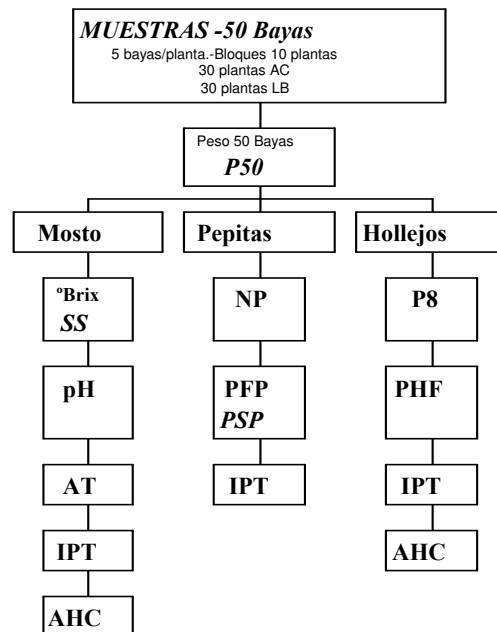 MUESTRAS -50 Bayas
5 bayas/planta.-Bloques 10 plantas
30 plantas AC
30 plantas LB
Peso 50 Bayas
P50
Mosto
Pepitas
Hollejos
ºBrix
SS
NP
P8
pH
PFP
PSP
PHF
AT
IPT
IPT
IPT
AHC
AHC